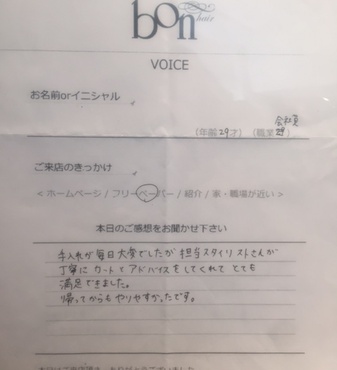 bon
hair
VOICE
お名前orイニシャル
会社員
（年齢 29才）（職業 29）
ご来店のきっかけ
＜ ホームページ / フリーペーパー / 紹介 / 家・職場が近い ＞
本日のご感想をお聞かせ下さい
手入れが毎日大変でしたが 担当スタイリストさんが
丁寧に カットとアドバイスをしてくれて とても
満足できました。
帰ってからもやりやすかったです。